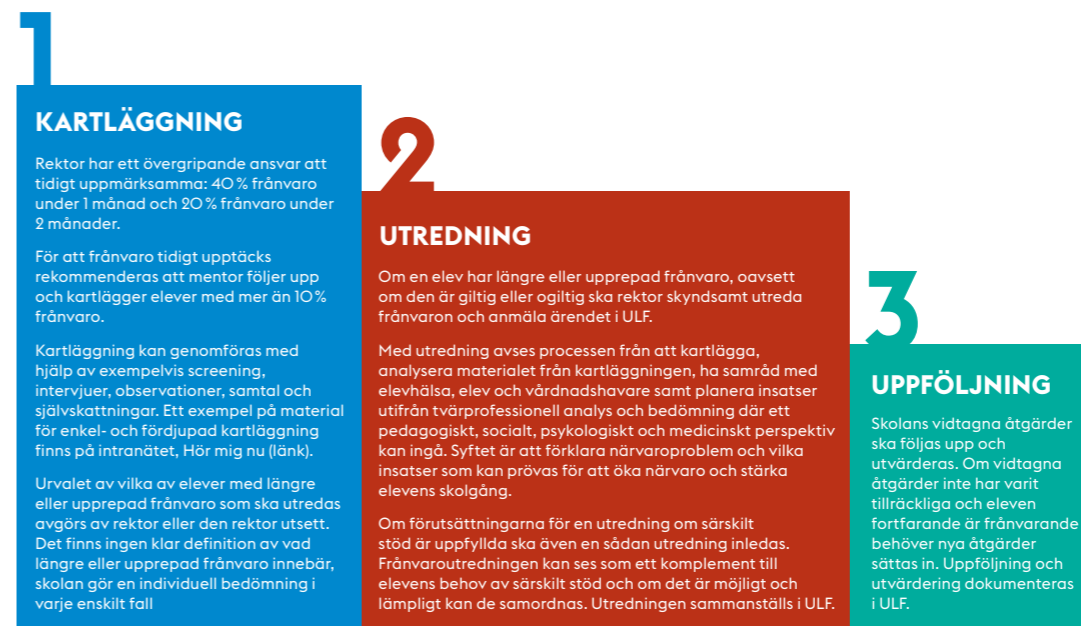 1
KARTLÄGGNING
Rektor har ett övergripande ansvar att
tidigt uppmärksamma: 40 % frånvaro
under 1 månad och 20 % frånvaro under
2 månader.
För att frånvaro tidigt upptäcks
rekommenderas att mentor följer upp
och kartlägger elever med mer än 10 %
frånvaro.
Kartläggning kan genomföras med
hjälp av exempelvis screening,
intervjuer, observationer, samtal och
självskattningar. Ett exempel på material
för enkel- och fördjupad kartläggning
finns på intranätet, Hör mig nu (länk).
Urvalet av vilka av elever med längre
eller upprepad frånvaro som ska utredas
avgörs av rektor eller den rektor utsett.
Det finns ingen klar definition av vad
längre eller upprepad frånvaro innebär,
skolan gör en individuell bedömning i
varje enskilt fall
2
UTREDNING
Om en elev har längre eller upprepad frånvaro, oavsett
om den är giltig eller ogiltig ska rektor skyndsamt utreda
frånvaron och anmäla ärendet i ULF.
Med utredning avses processen från att kartlägga,
analysera materialet från kartläggningen, ha samråd med
elevhälsa, elev och vårdnadshavare samt planera insatser
utifrån tvärprofessionell analys och bedömning där ett
pedagogiskt, socialt, psykologiskt och medicinskt perspektiv
kan ingå. Syftet är att förklara närvaroproblem och vilka
insatser som kan prövas för att öka närvaro och stärka
elevens skolgång.
Om förutsättningarna för en utredning om särskilt
stöd är uppfyllda ska även en sådan utredning inledas.
Frånvaroutredningen kan ses som ett komplement till
elevens behov av särskilt stöd och om det är möjligt och
lämpligt kan de samordnas. Utredningen sammanställs i ULF.
3
UPPFÖLJNING
Skolans vidtagna åtgärder
ska följas upp och
utvärderas. Om vidtagna
åtgärder inte har varit
tillräckliga och eleven
fortfarande är frånvarande
behöver nya åtgärder
sättas in. Uppföljning och
utvärdering dokumenteras
i ULF.